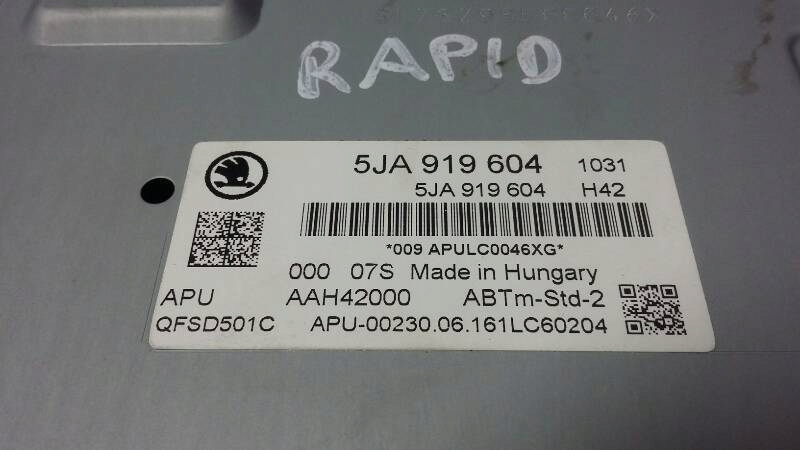 RAPID
5JA 919 604 1031
5JA 919 604 H42
*009 APULC0046XG*
000 07S Made in Hungary
APU AAH42000 ABTm-Std-2
QFSD501C APU-00230.06.161LC60204